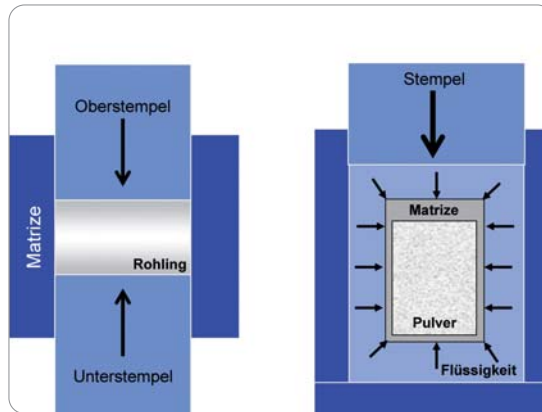 Oberstempel
Matrize
Rohling
Unterstempel
Stempel
Matrize
Pulver
Flüssigkeit